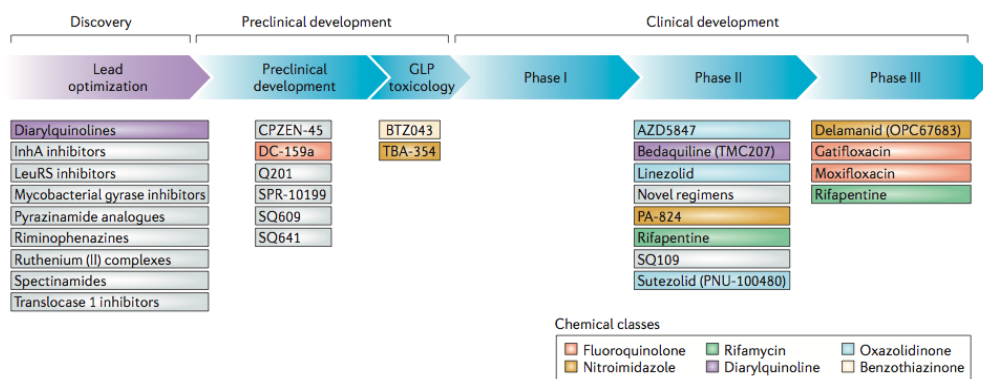 Discovery
Preclinical development
Clinical development
Lead
optimization
Preclinical
development
GLP
toxicology
Phase I
Phase II
Phase III
Diarylquinolines
InhA inhibitors
LeuRS inhibitors
Mycobacterial gyrase inhibitors
Pyrazinamide analogues
Riminophenazines
Ruthenium (II) complexes
Spectinamides
Translocase 1 inhibitors
CPZEN-45
DC-159a
Q201
SPR-10199
SQ609
SQ641
BTZ043
TBA-354
AZD5847
Bedaquiline (TMC207)
Linezolid
Novel regimens
PA-824
Rifapentine
SQ109
Sutezolid (PNU-100480)
Delamanid (OPC67683)
Gatifloxacin
Moxifloxacin
Rifapentine
Chemical classes
Fluoroquinolone
Rifamycin
Oxazolidinone
Nitroimidazole
Diarylquinoline
Benzothiazinone